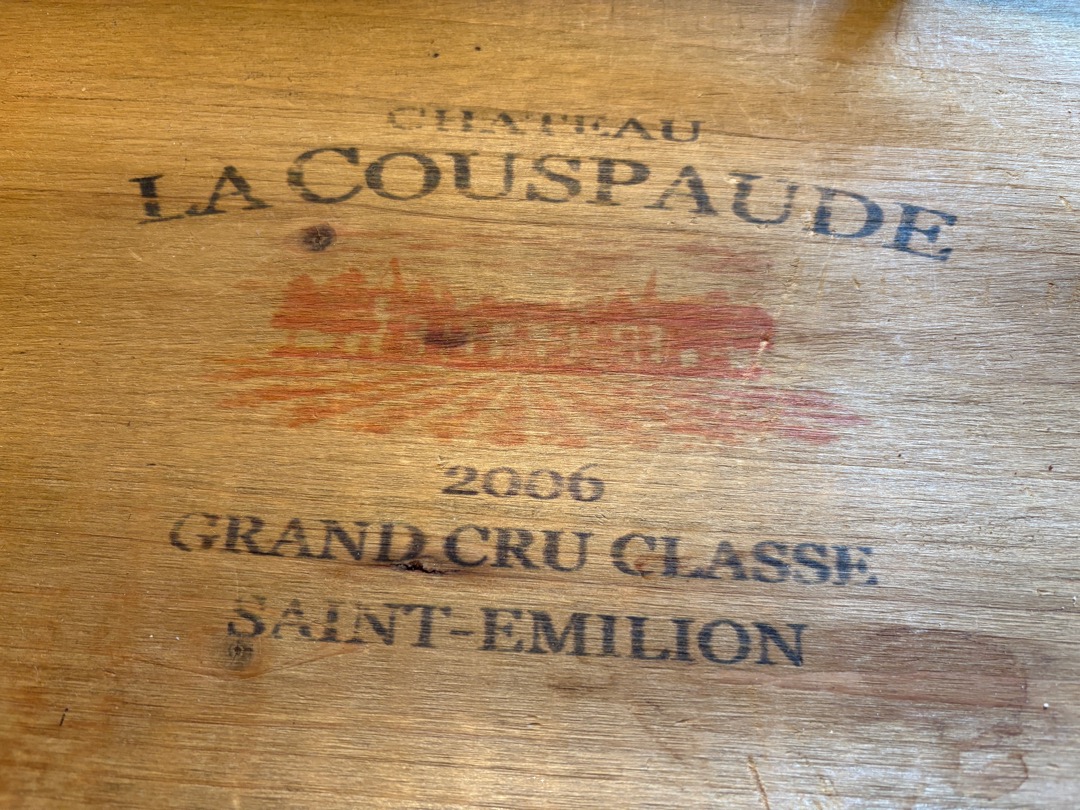 CHATEAU
LA COUSPAUDE
2006
GRAND CRU CLASSE
SAINT-EMILION